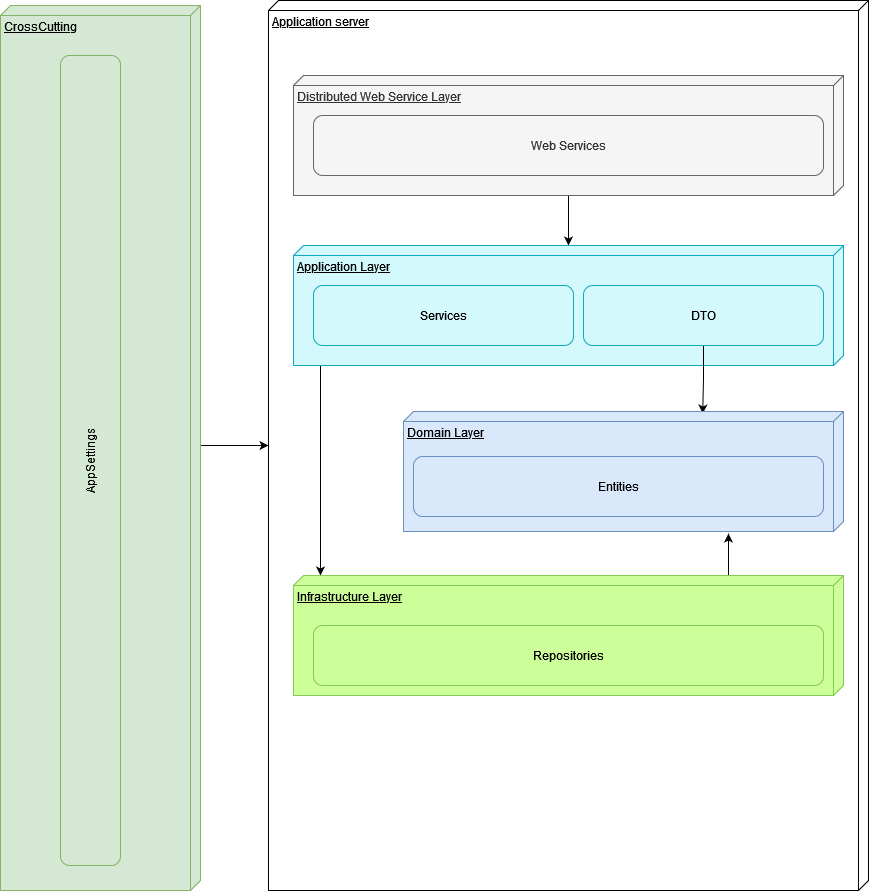 CrossCutting
AppSettings
Application server
Distributed Web Service Layer
Web Services
Application Layer
Services
DTO
Domain Layer
Entities
Infrastructure Layer
Repositories